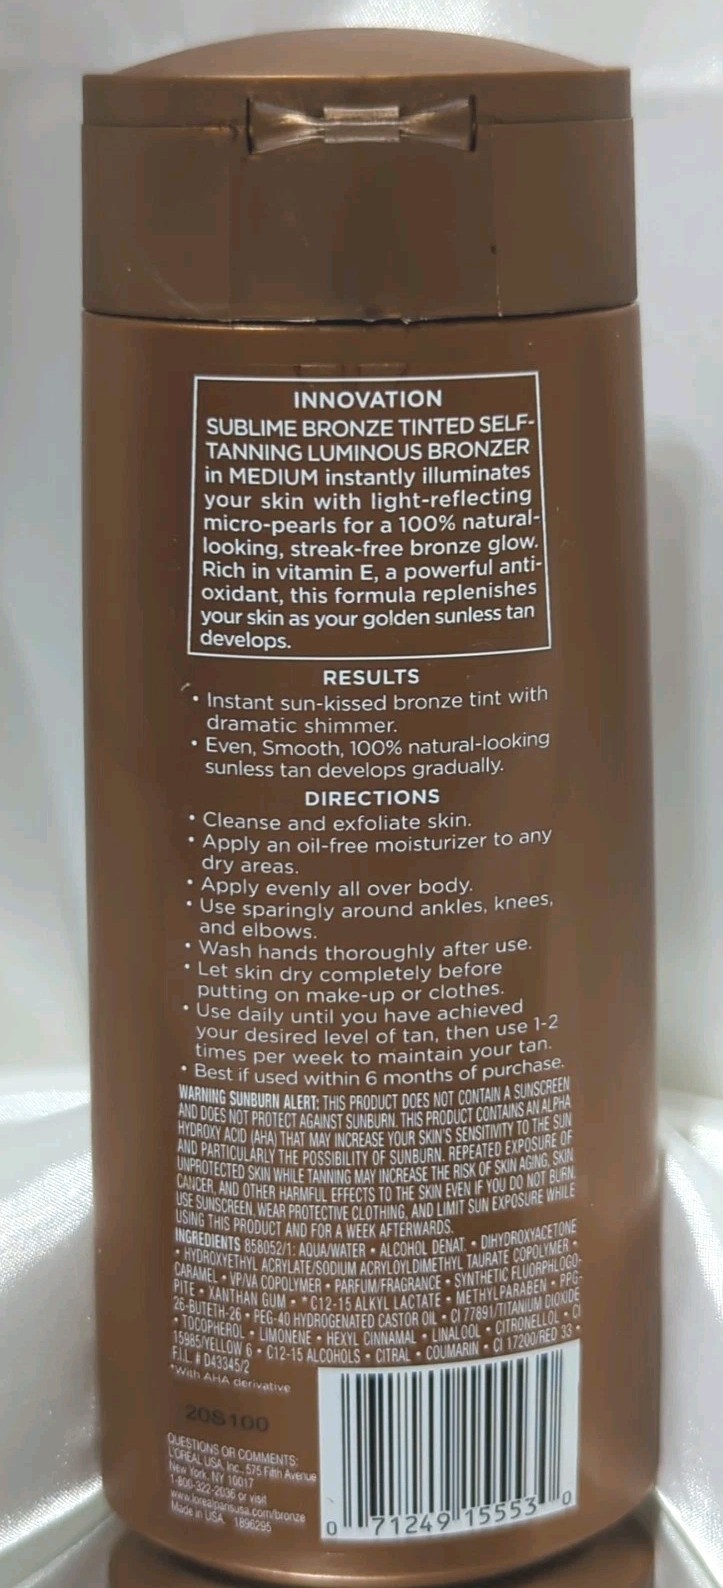 INNOVATION
SUBLIME BRONZE TINTED SELF-
TANNING LUMINOUS BRONZER
in MEDIUM instantly illuminates
your skin with light-reflecting
micro-pearls for a 100% natural-
looking, streak-free bronze glow.
Rich in vitamin E, a powerful anti-
oxidant, this formula replenishes
your skin as your golden sunless tan
develops.
RESULTS
• Instant sun-kissed bronze tint with
dramatic shimmer.
• Even, Smooth, 100% natural-looking
sunless tan develops gradually.
DIRECTIONS
• Cleanse and exfoliate skin.
• Apply an oil-free moisturizer to any
dry areas.
• Apply evenly all over body.
• Use sparingly around ankles, knees,
and elbows.
• Wash hands thoroughly after use.
• Let skin dry completely before
putting on make-up or clothes.
• Use daily until you have achieved
your desired level of tan, then use 1-2
times per week to maintain your tan.
• Best if used within 6 months of purchase.
WARNING SUNBURN ALERT: THIS PRODUCT DOES NOT CONTAIN A SUNSCREEN
AND DOES NOT PROTECT AGAINST SUNBURN. THIS PRODUCT CONTAINS AN ALPHA
HYDROXY ACID (AHA) THAT MAY INCREASE YOUR SKIN'S SENSITIVITY TO THE SUN
AND PARTICULARLY THE POSSIBILITY OF SUNBURN. REPEATED EXPOSURE OF
UNPROTECTED SKIN WHILE TANNING MAY INCREASE THE RISK OF SKIN AGING, SKIN
CANCER, AND OTHER HARMFUL EFFECTS TO THE SKIN EVEN IF YOU DO NOT BURN.
USE SUNSCREEN, WEAR PROTECTIVE CLOTHING, AND LIMIT SUN EXPOSURE WHILE
USING THIS PRODUCT AND FOR A WEEK AFTERWARDS.
INGREDIENTS 858052/1: AQUA/WATER • ALCOHOL DENAT. • DIHYDROXYACETONE
• HYDROXYETHYL ACRYLATE/SODIUM ACRYLOYLDIMETHYL TAURATE COPOLYMER •
CARAMEL • VP/VA COPOLYMER • PARFUM/FRAGRANCE • SYNTHETIC FLUORPHLOGO-
PITE • XANTHAN GUM • *C12-15 ALKYL LACTATE • METHYLPARABEN • PPG-
26-BUTETH-26 • PEG-40 HYDROGENATED CASTOR OIL • CI 77891/TITANIUM DIOXIDE
• TOCOPHEROL • LIMONENE • HEXYL CINNAMAL • LINALOOL • CITRONELLOL • CI
15985/YELLOW 6 • C12-15 ALCOHOLS • CITRAL • COUMARIN • CI 17200/RED 33 •
F.I.L. # D43345/2
*With AHA derivative
20S100
QUESTIONS OR COMMENTS:
L'ORÉAL USA, Inc., 575 Fifth Avenue
New York, NY 10017
1-800-322-2036 or visit
www.lorealparisusa.com/bronze
Made in USA 1896295
0 71249 15553 0